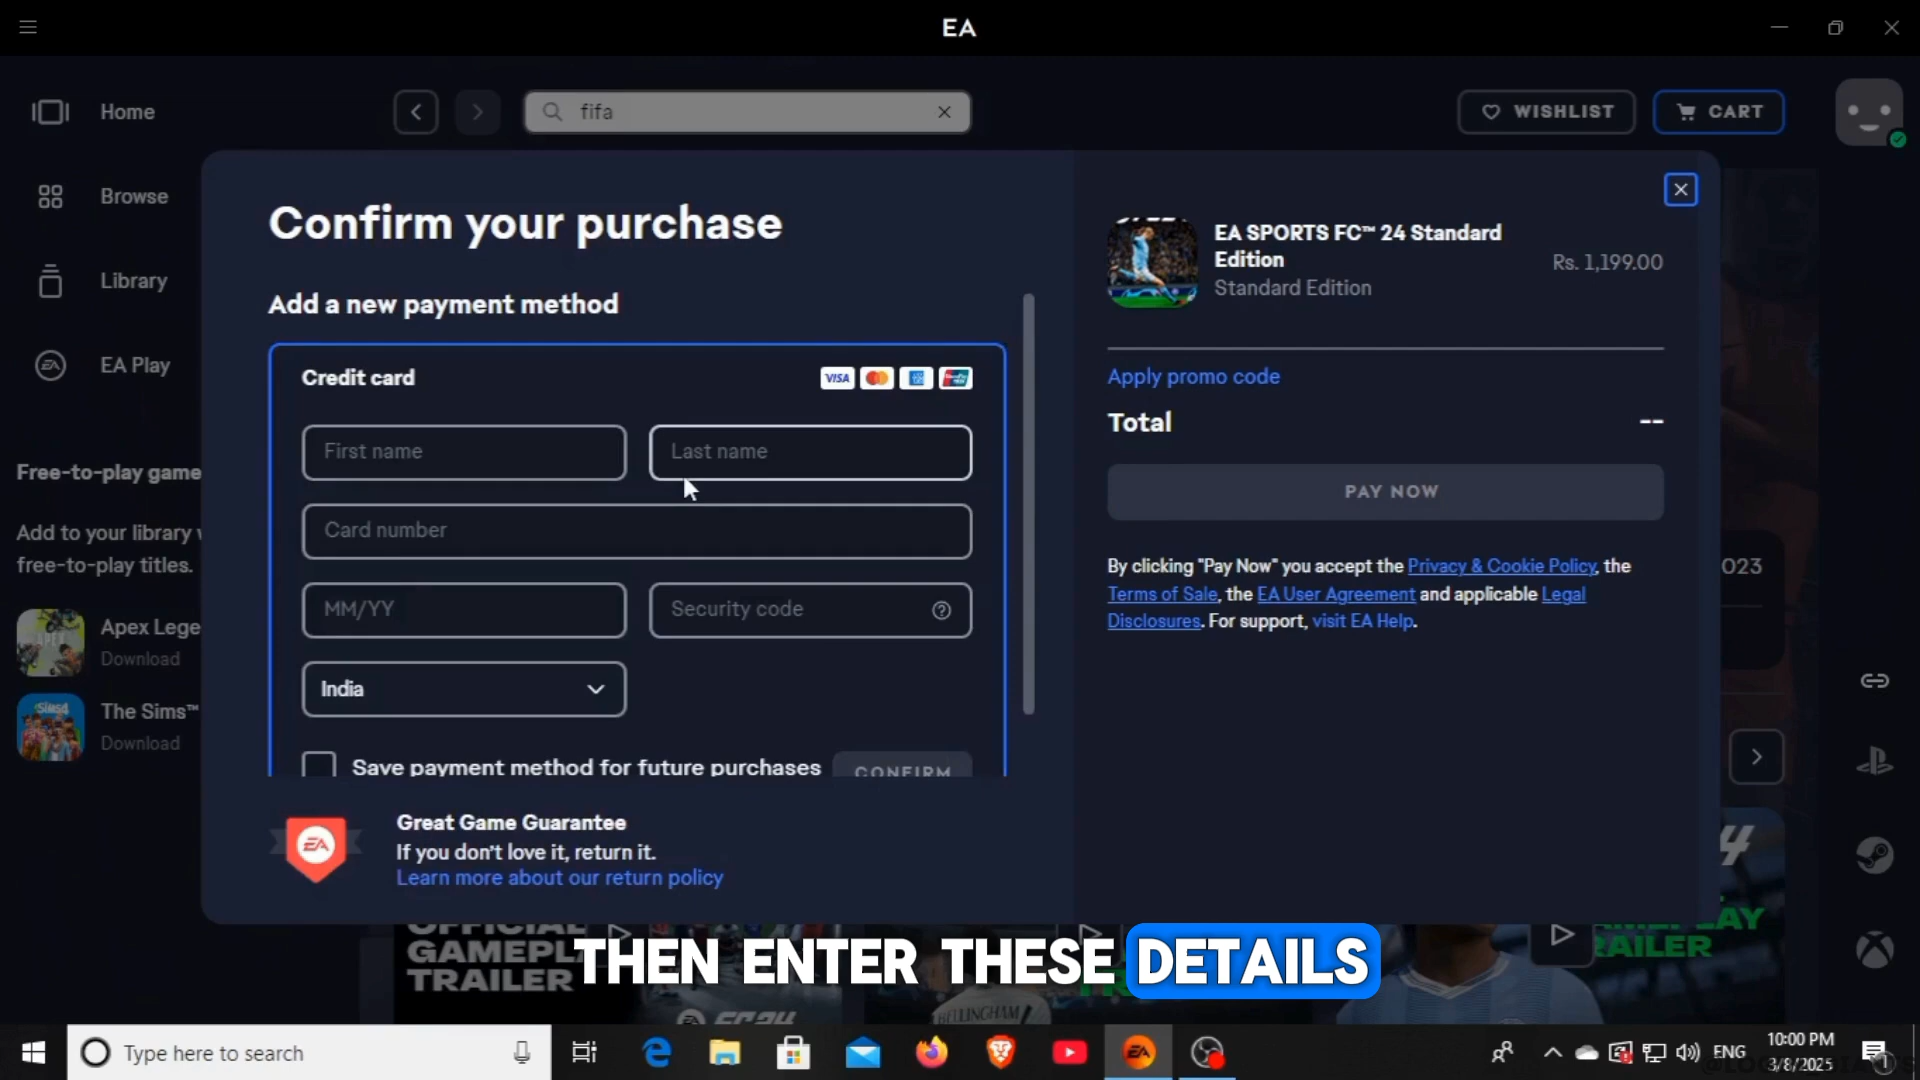 EA
Home
fifa
WISHLIST
CART
Browse
Library
EA Play
Free-to-play game
Add to your library
free-to-play titles.
Apex Lege
Download
The Sims™
Download
Confirm your purchase
Add a new payment method
Credit card
VISA
First name
Last name
Card number
MM/YY
Security code
India
Save payment method for future purchases
CONFIRM
EA
Great Game Guarantee
If you don't love it, return it.
Learn more about our return policy
EA SPORTS FC™ 24 Standard
Edition
Standard Edition
Rs. 1,199.00
Apply promo code
Total
--
PAY NOW
By clicking "Pay Now" you accept the Privacy & Cookie Policy, the
Terms of Sale, the EA User Agreement and applicable Legal
Disclosures. For support, visit EA Help.
023
OFFICIAL
GAMEPL
TRAILER
TRAILER
THEN ENTER THESE DETAILS
Type here to search
ENG
10:00 PM
3/8/2025